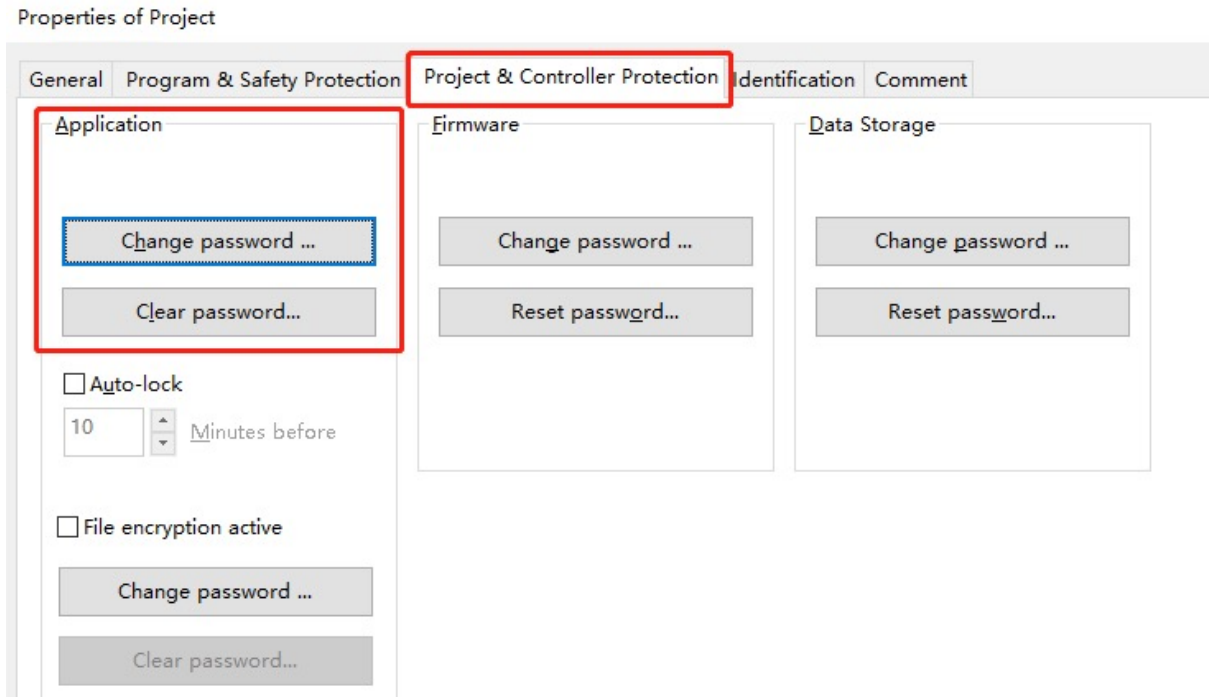 Properties of Project
General Program & Safety Protection Project & Controller Protection Identification Comment
Application
Change password ...
Clear password...
Auto-lock
10 Minutes before
File encryption active
Change password ...
Clear password...
Firmware
Change password ...
Reset password...
Data Storage
Change password ...
Reset password...